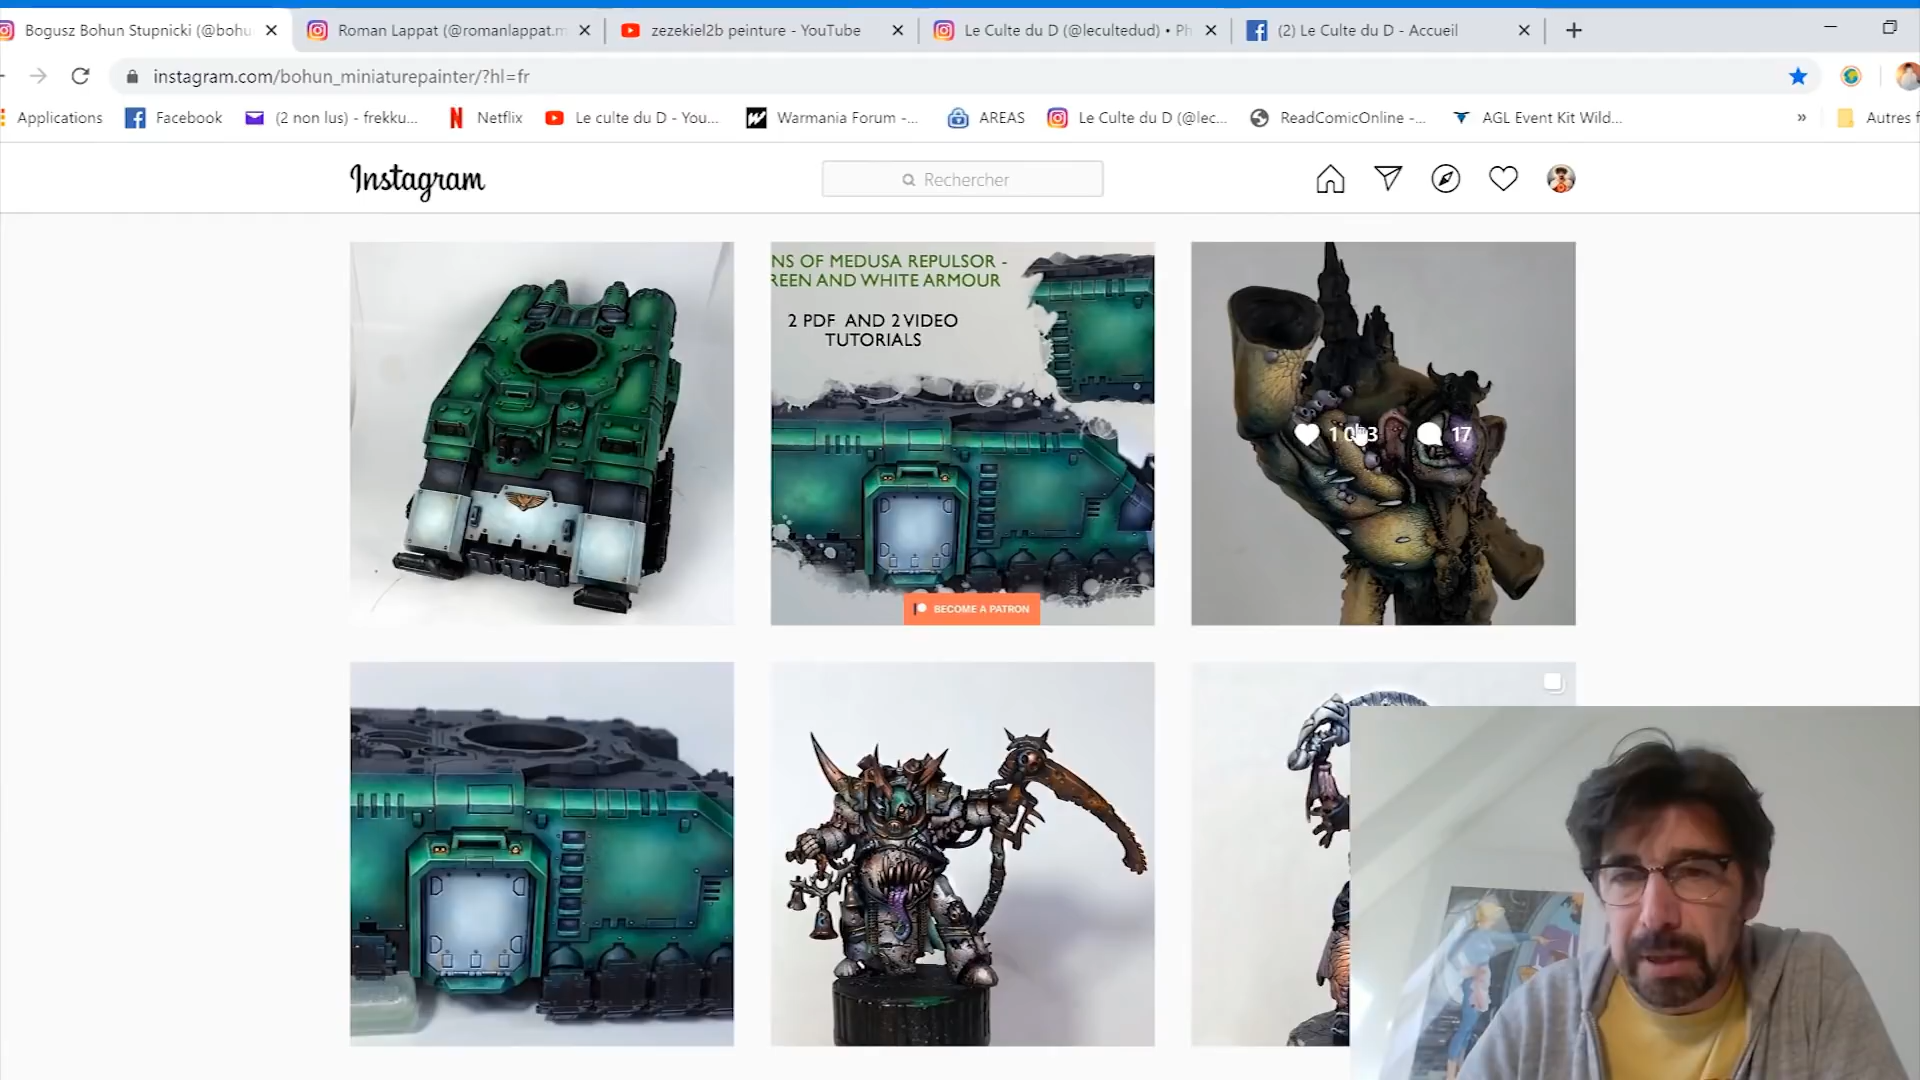 Bogusz Bohun Stupnicki (@bohu
Roman Lappat (@romanlappat.m
zezekiel2b peinture - YouTube
Le Culte du D (@lecultedud) • Ph
(2) Le Culte du D - Accueil
instagram.com/bohun_miniaturepainter/?hl=fr
Applications
Facebook
(2 non lus) - frekku...
Netflix
Le culte du D - You...
Warmania Forum -...
AREAS
Le Culte du D (@lec...
ReadComicOnline -...
AGL Event Kit Wild...
»
Autres f
Instagram
Rechercher
NS OF MEDUSA REPULSOR -
REEN AND WHITE ARMOUR
2 PDF AND 2 VIDEO
TUTORIALS
BECOME A PATRON
17